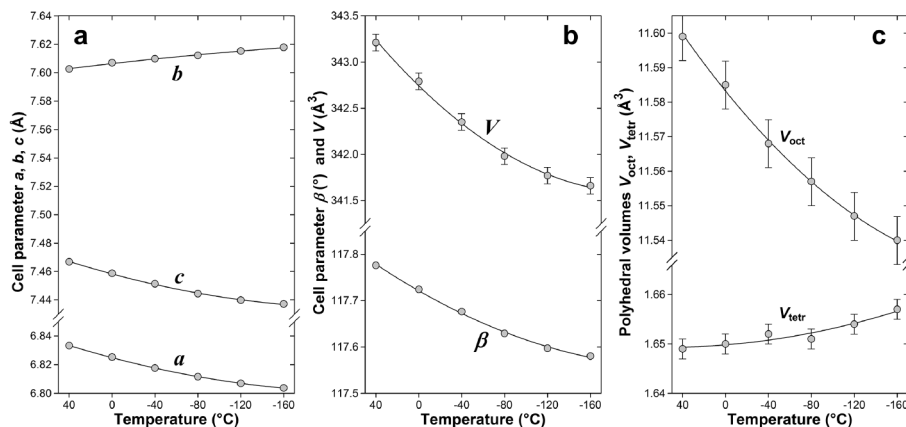 a
Cell parameter a, b, c (Å)
7.64
7.62
7.60
7.58
7.56
7.54
7.52
7.50
7.48
7.46
7.44
6.84
6.82
6.80
b
c
a
40 0 -40 -80 -120 -160
Temperature (°C)
b
Cell parameter β (°) and V (Å³)
343.5
343.0
342.5
342.0
341.5
117.8
117.7
117.6
117.5
V
β
40 0 -40 -80 -120 -160
Temperature (°C)
c
Polyhedral volumes Voct, Vtetr (Å³)
11.60
11.59
11.58
11.57
11.56
11.55
11.54
1.66
1.65
1.64
Voct
Vtetr
40 0 -40 -80 -120 -160
Temperature (°C)